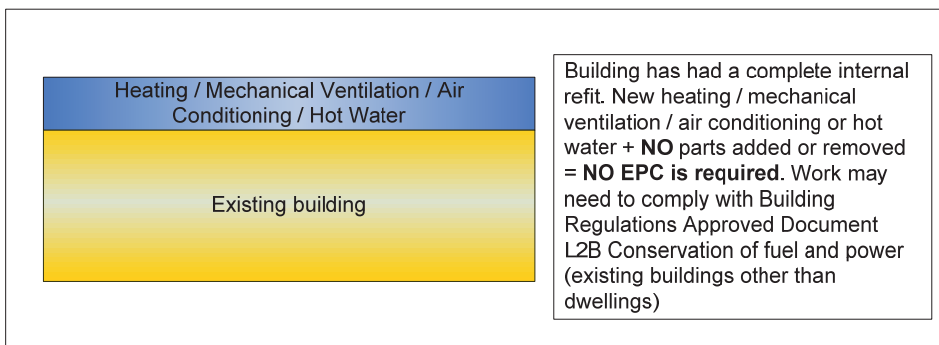 Heating / Mechanical Ventilation / Air
Conditioning / Hot Water
Existing building
Building has had a complete internal
refit. New heating / mechanical
ventilation / air conditioning or hot
water + NO parts added or removed
= NO EPC is required. Work may
need to comply with Building
Regulations Approved Document
L2B Conservation of fuel and power
(existing buildings other than
dwellings)